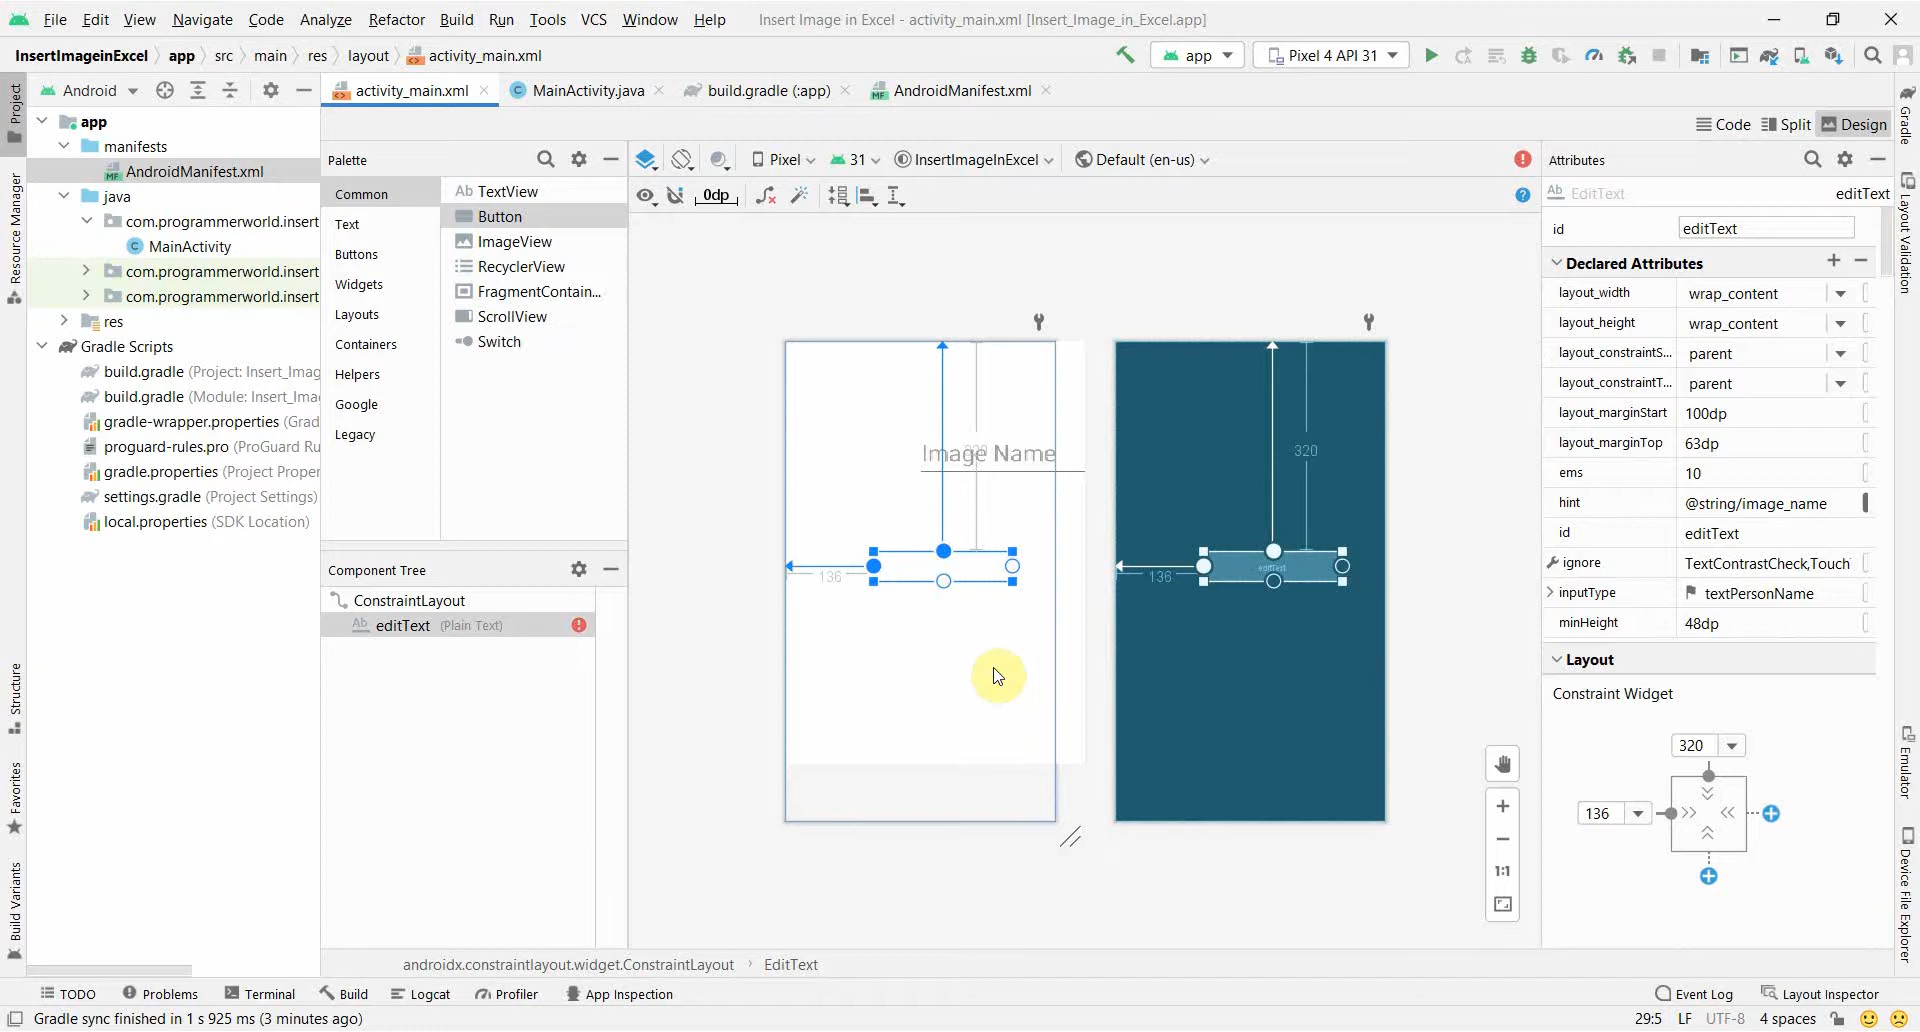 File Edit View Navigate Code Analyze Refactor Build Run Tools VCS Window Help Insert Image in Excel - activity_main.xml [Insert_Image_in_Excel.app]
InsertImageinExcel app src main res layout activity_main.xml app Pixel 4 API 31
Android activity_main.xml MainActivity.java build.gradle (:app) AndroidManifest.xml
Code Split Design
Project
Resource Manager
Structure
Favorites
Build Variants
app
manifests
AndroidManifest.xml
java
com.programmerworld.insert
MainActivity
com.programmerworld.insert
com.programmerworld.insert
res
Gradle Scripts
build.gradle (Project: Insert_Imag
build.gradle (Module: Insert_Ima
gradle-wrapper.properties (Grad
proguard-rules.pro (ProGuard Ru
gradle.properties (Project Proper
settings.gradle (Project Settings)
local.properties (SDK Location)
Palette
Common
Text
Buttons
Widgets
Layouts
Containers
Helpers
Google
Legacy
Ab TextView
Button
ImageView
RecyclerView
FragmentContain...
ScrollView
Switch
Component Tree
ConstraintLayout
Ab editText (Plain Text)
Pixel 31 InsertImageInExcel Default (en-us)
0dp
Image Name
136
320
editText
136
1:1
Attributes
Ab EditText editText
id editText
Declared Attributes
layout_width wrap_content
layout_height wrap_content
layout_constraintS... parent
layout_constraintT... parent
layout_marginStart 100dp
layout_marginTop 63dp
ems 10
hint @string/image_name
id editText
ignore TextContrastCheck,Touch
inputType textPersonName
minHeight 48dp
Layout
Constraint Widget
320
136
Gradle
Layout Validation
Emulator
Device File Explorer
androidx.constraintlayout.widget.ConstraintLayout EditText
TODO Problems Terminal Build Logcat Profiler App Inspection Event Log Layout Inspector
Gradle sync finished in 1 s 925 ms (3 minutes ago) 29:5 LF UTF-8 4 spaces